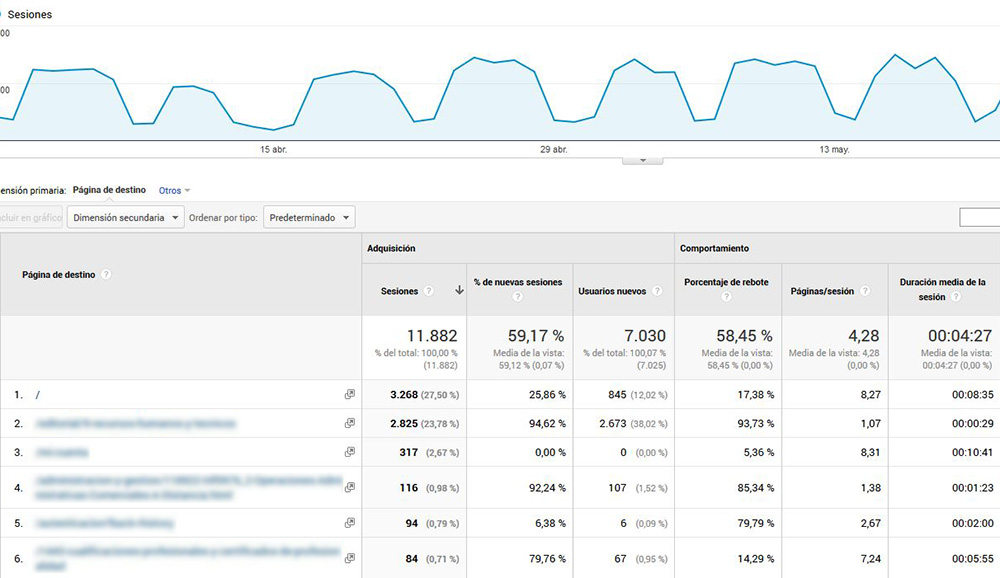 Sesiones
00
00
15 abr.
29 abr.
13 may.
ensión primaria: Página de destino Otros
cluir en gráfico Dimensión secundaria Ordenar por tipo: Predeterminado
Adquisición Comportamiento
Página de destino ? Sesiones ? % de nuevas sesiones ? Usuarios nuevos ? Porcentaje de rebote ? Páginas/sesión ? Duración media de la sesión ?
11.882 59,17 % 7.030 58,45 % 4,28 00:04:27
% del total: 100,00 % (11.882) Media de la vista: 59,12 % (0,07 %) % del total: 100,07 % (7.025) Media de la vista: 58,45 % (0,00 %) Media de la vista: 4,28 (0,00 %) Media de la vista: 00:04:27 (0,00 %)
1. / 3.268 (27,50 %) 25,86 % 845 (12,02 %) 17,38 % 8,27 00:08:35
2. 2.825 (23,78 %) 94,62 % 2.673 (38,02 %) 93,73 % 1,07 00:00:29
3. 317 (2,67 %) 0,00 % 0 (0,00 %) 5,36 % 8,31 00:10:41
4. 116 (0,98 %) 92,24 % 107 (1,52 %) 85,34 % 1,38 00:01:23
5. 94 (0,79 %) 6,38 % 6 (0,09 %) 79,79 % 2,67 00:02:00
6. 84 (0,71 %) 79,76 % 67 (0,95 %) 14,29 % 7,24 00:05:55